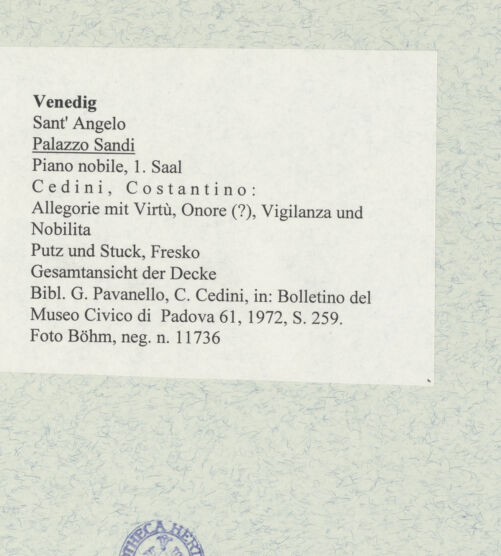 Venedig
Sant' Angelo
Palazzo Sandi
Piano nobile, 1. Saal
Cedini, Costantino:
Allegorie mit Virtù, Onore (?), Vigilanza und
Nobilita
Putz und Stuck, Fresko
Gesamtansicht der Decke
Bibl. G. Pavanello, C. Cedini, in: Bolletino del
Museo Civico di Padova 61, 1972, S. 259.
Foto Böhm, neg. n. 11736